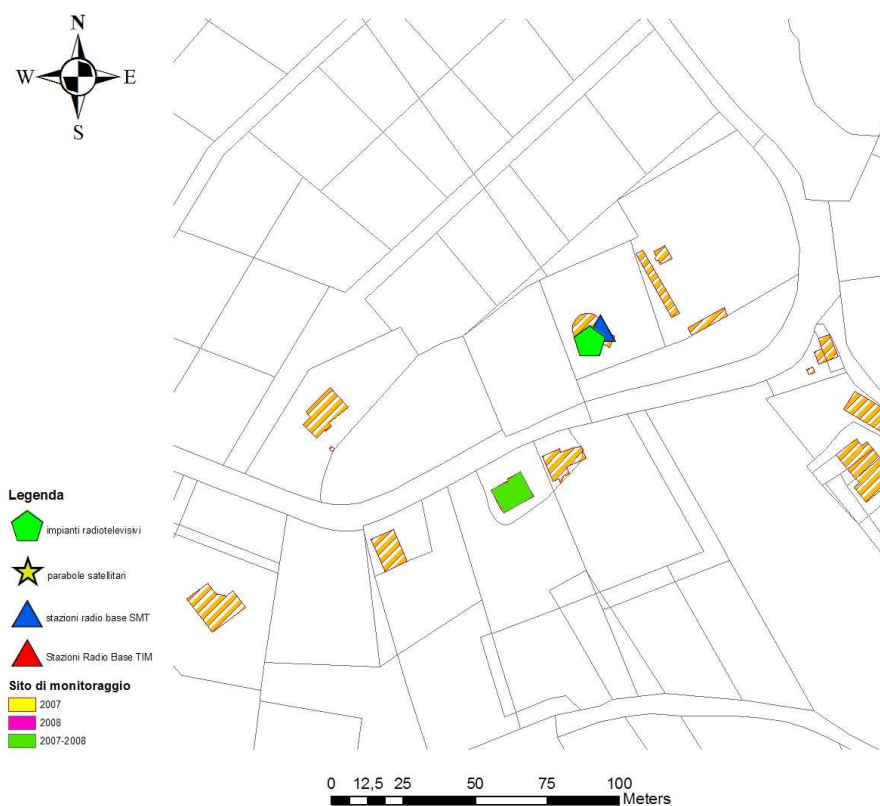 N
W E
S
Legenda
impianti radiotelevisivi
parabole satellitari
stazioni radio base SMT
Stazioni Radio Base TIM
Sito di monitoraggio
2007
2008
2007-2008
0 12,5 25 50 75 100
Meters